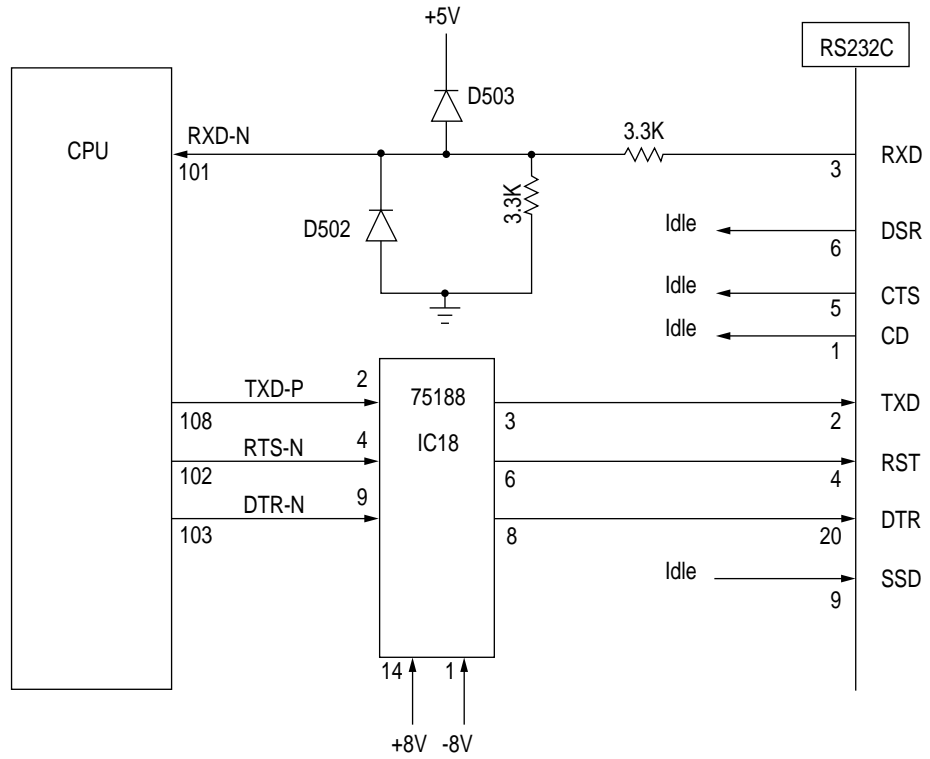 +5V
RS232C
D503
CPU
RXD-N
101
3.3K
3
RXD
3.3K
D502
Idle
6
DSR
Idle
5
CTS
Idle
1
CD
TXD-P
108
2
75188
IC18
3
2
TXD
RTS-N
102
4
6
4
RST
DTR-N
103
9
8
20
DTR
Idle
9
SSD
14
1
+8V
-8V